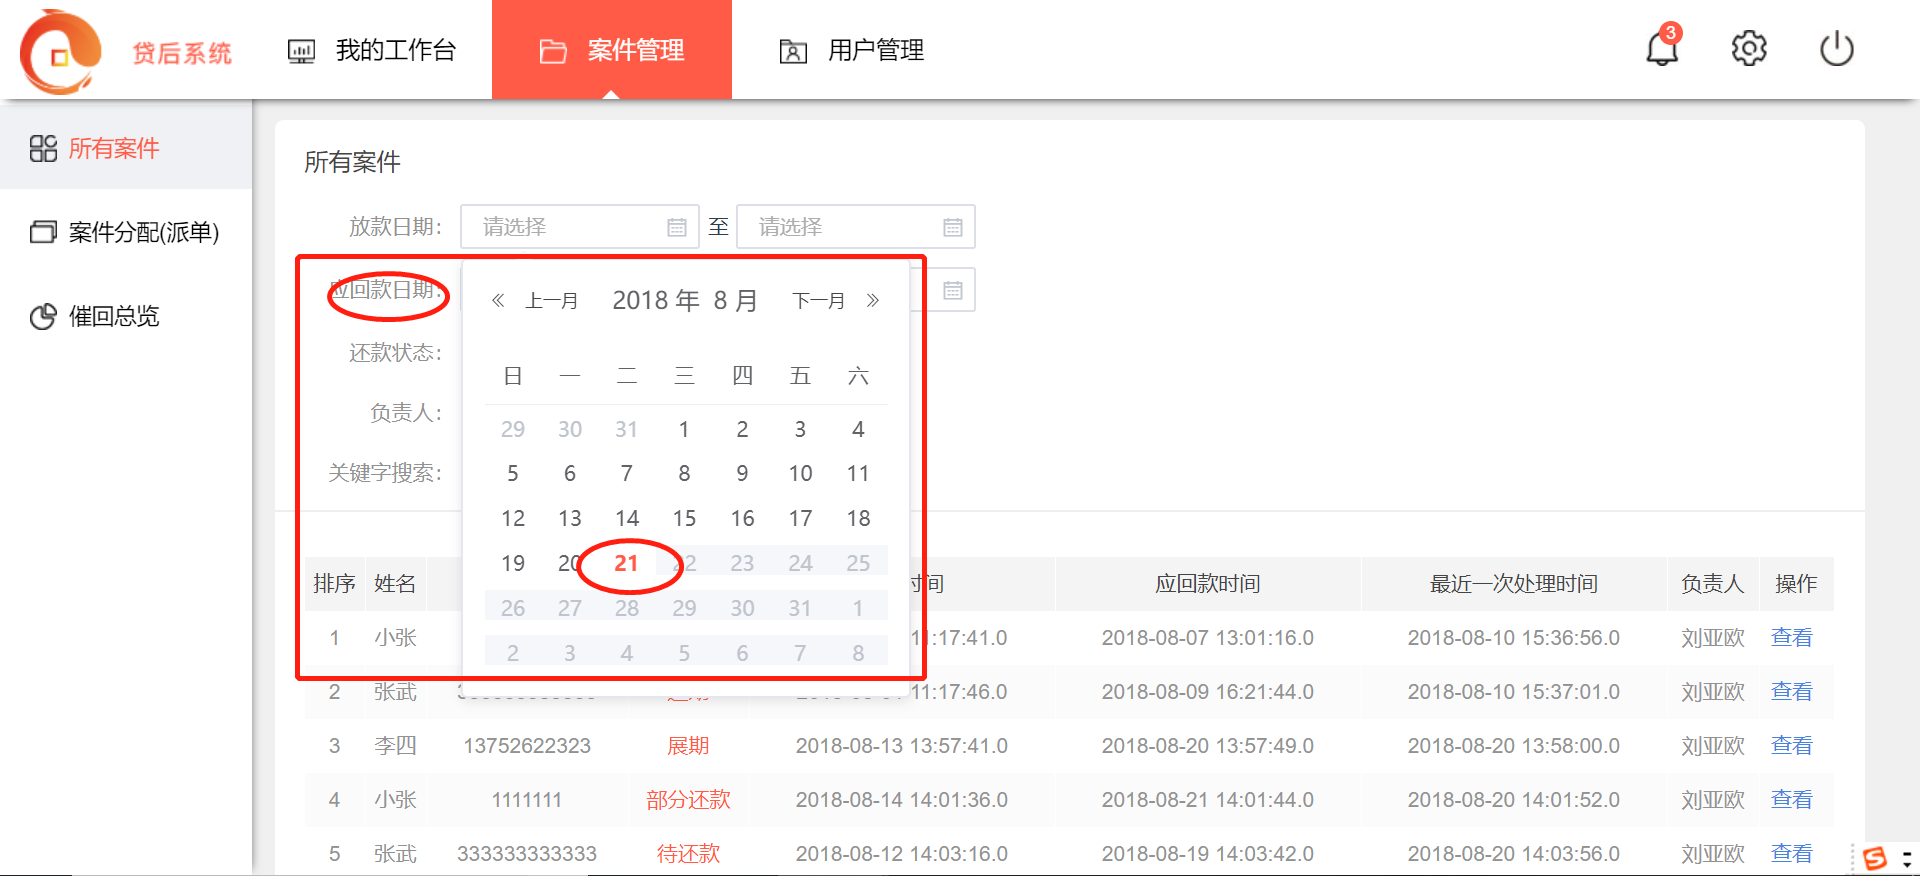 贷后系统
我的工作台
案件管理
用户管理
3
所有案件
案件分配(派单)
催回总览
所有案件
放款日期: 请选择 至 请选择
应回款日期:
还款状态:
负责人:
关键字搜索:
« 上一月 2018 年 8 月 下一月 »
日 一 二 三 四 五 六
29 30 31 1 2 3 4
5 6 7 8 9 10 11
12 13 14 15 16 17 18
19 20 21 22 23 24 25
26 27 28 29 30 31 1
2 3 4 5 6 7 8
排序 姓名 时间 应回款时间 最近一次处理时间 负责人 操作
1 小张 11:17:41.0 2018-08-07 13:01:16.0 2018-08-10 15:36:56.0 刘亚欧 查看
2 张武 11:17:46.0 2018-08-09 16:21:44.0 2018-08-10 15:37:01.0 刘亚欧 查看
3 李四 13752622323 展期 2018-08-13 13:57:41.0 2018-08-20 13:57:49.0 2018-08-20 13:58:00.0 刘亚欧 查看
4 小张 1111111 部分还款 2018-08-14 14:01:36.0 2018-08-21 14:01:44.0 2018-08-20 14:01:52.0 刘亚欧 查看
5 张武 333333333333 待还款 2018-08-12 14:03:16.0 2018-08-19 14:03:42.0 2018-08-20 14:03:56.0 刘亚欧 查看